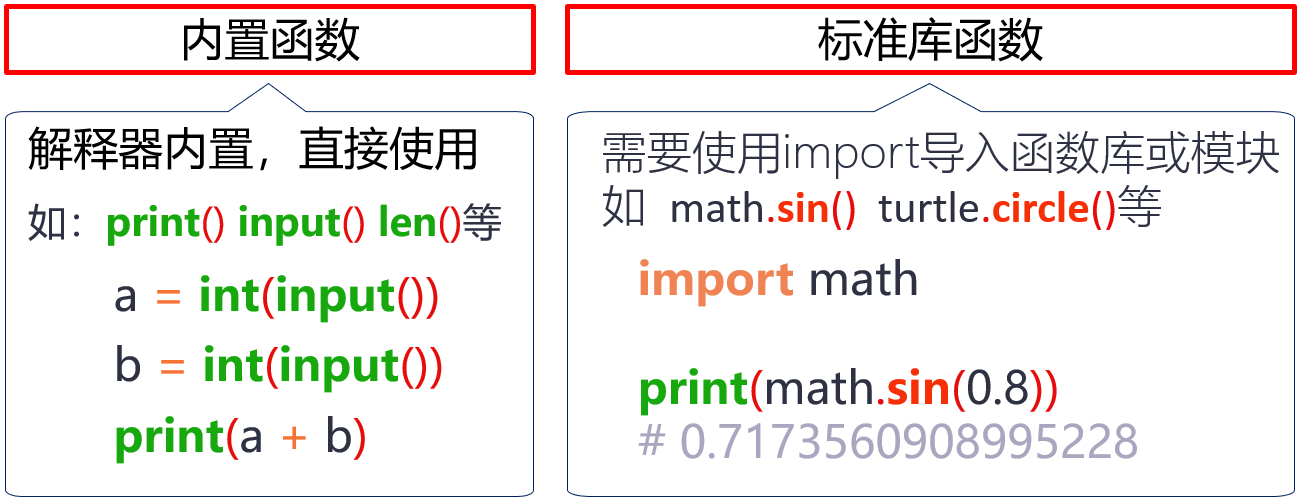 内置函数
解释器内置，直接使用
如：print() input() len()等
a = int(input())
b = int(input())
print(a + b)
标准库函数
需要使用import导入函数库或模块
如 math.sin() turtle.circle()等
import math
print(math.sin(0.8))
# 0.7173560908995228